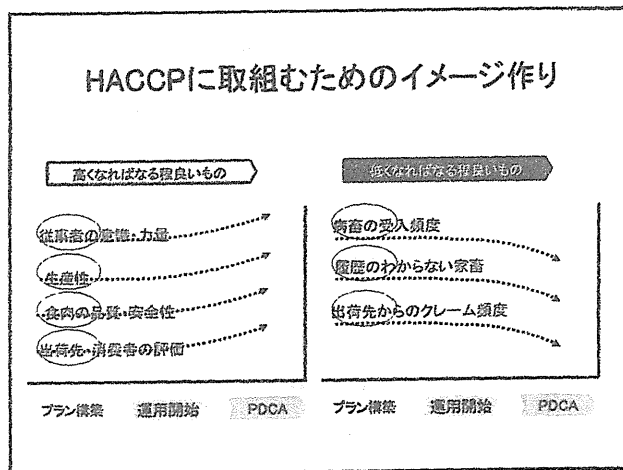 HACCPに取組むためのイメージ作り
高くなればなる程良いもの
従事者の意識・力量
生産性
食肉の品質・安全性
出荷先・消費者の評価
プラン構築 運用開始 PDCA
低くなればなる程良いもの
病畜の受入頻度
履歴のわからない家畜
出荷先からのクレーム頻度
プラン構築 運用開始 PDCA